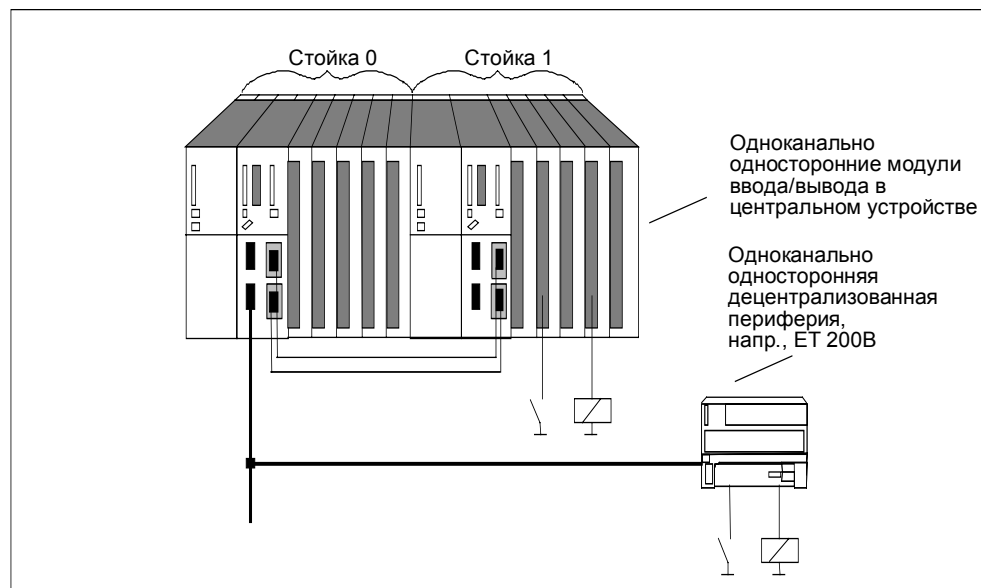 Стойка 0
Стойка 1
Одноканально
односторонние модули
ввода/вывода в
центральном устройстве
Одноканально
односторонняя
децентрализованная
периферия,
напр., ET 200B